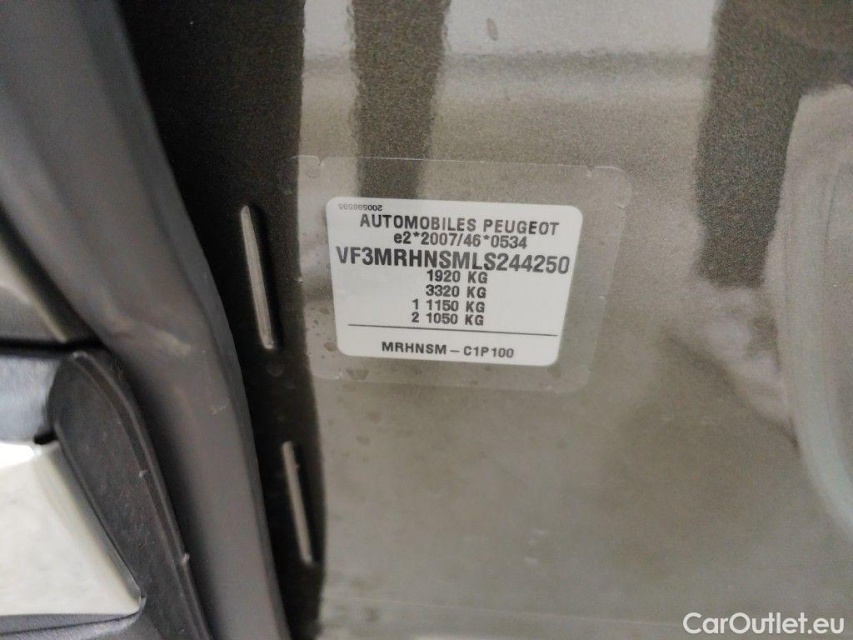 AUTOMOBILES PEUGEOT
e2*2007/46*0534
VF3MRHNSMLS244250
1920 KG
3320 KG
1 1150 KG
2 1050 KG
MRHNSM-C1P100
CarOutlet.eu